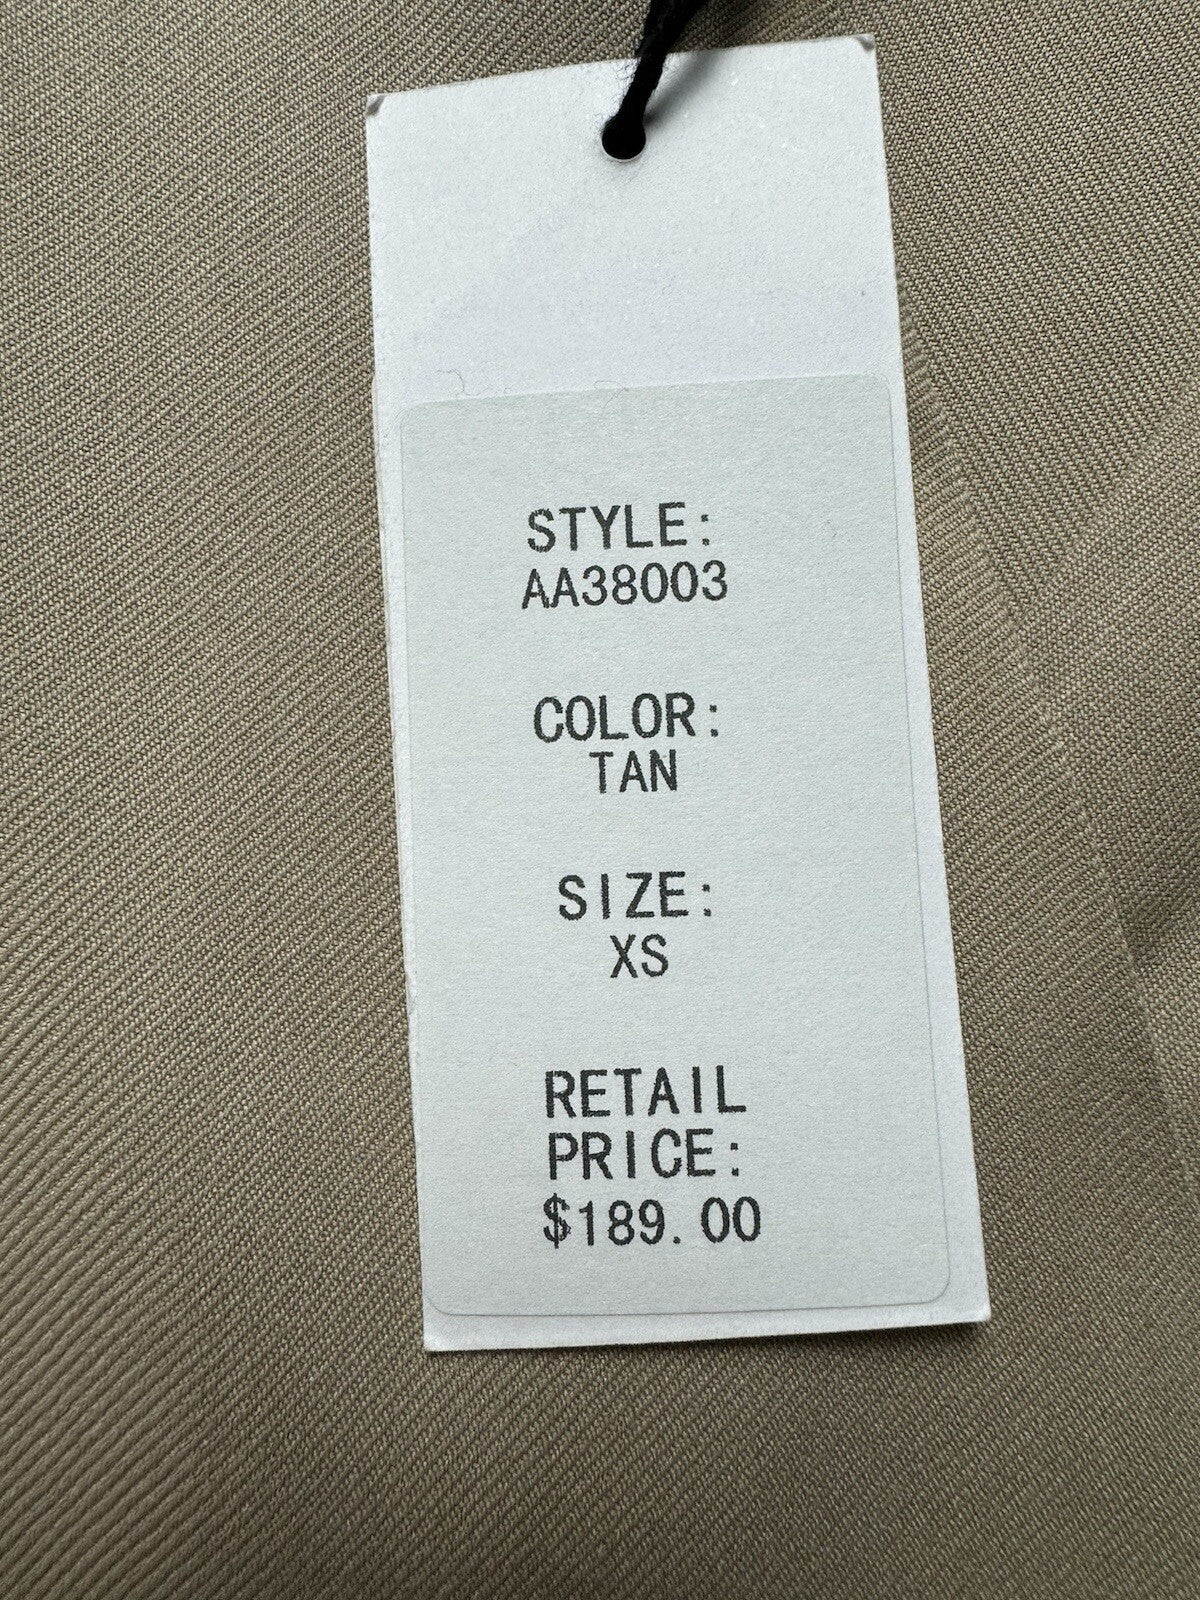 STYLE:
AA38003
COLOR:
TAN
SIZE:
XS
RETAIL
PRICE:
$189.00